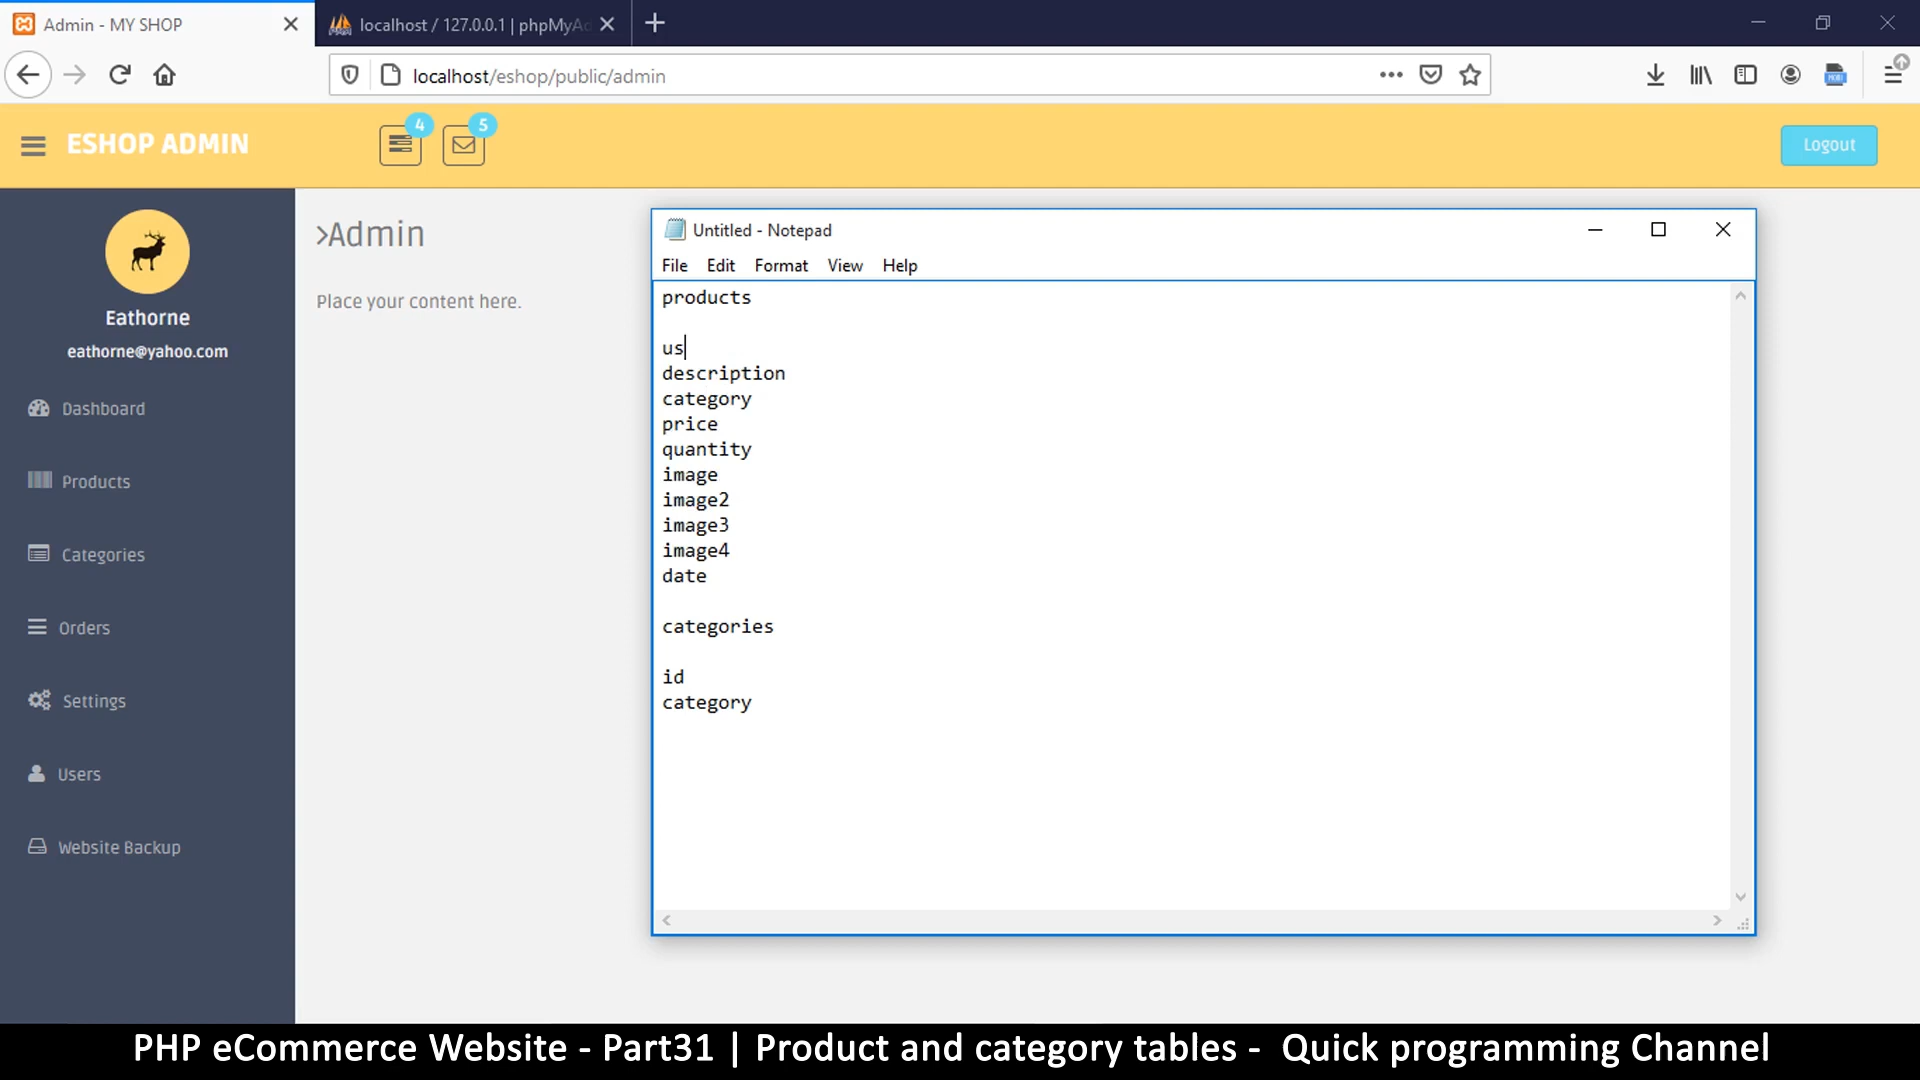 Admin - MY SHOP
localhost / 127.0.0.1 | phpMyAd
localhost/eshop/public/admin
ESHOP ADMIN
4
5
Logout
Eathorne
eathorne@yahoo.com
Dashboard
Products
Categories
Orders
Settings
Users
Website Backup
>Admin
Place your content here.
Untitled - Notepad
File Edit Format View Help
products
us
description
category
price
quantity
image
image2
image3
image4
date
categories
id
category
PHP eCommerce Website - Part31 | Product and category tables - Quick programming Channel